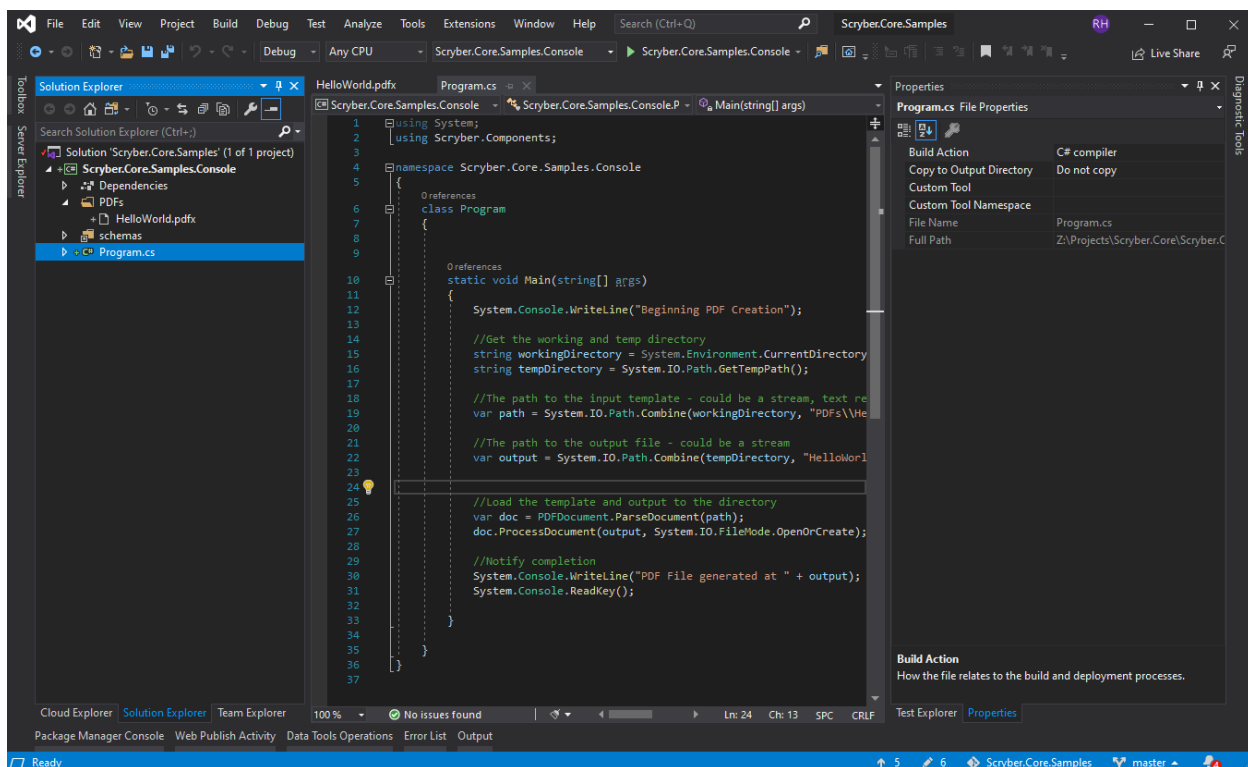 File Edit View Project Build Debug Test Analyze Tools Extensions Window Help Search (Ctrl+Q) Scryber.Core.Samples RH
Debug Any CPU Scryber.Core.Samples.Console Scryber.Core.Samples.Console Live Share
Toolbox
Server Explorer
Solution Explorer
Search Solution Explorer (Ctrl+;)
Solution 'Scryber.Core.Samples' (1 of 1 project)
Scryber.Core.Samples.Console
Dependencies
PDFs
HelloWorld.pdfx
schemas
Program.cs
Cloud Explorer Solution Explorer Team Explorer
HelloWorld.pdfx Program.cs
Scryber.Core.Samples.Console Scryber.Core.Samples.Console.P Main(string[] args)
1 using System;
2 using Scryber.Components;
3
4 namespace Scryber.Core.Samples.Console
5 {
0 references
6 class Program
7 {
8
9
0 references
10 static void Main(string[] args)
11 {
12 System.Console.WriteLine("Beginning PDF Creation");
13
14 //Get the working and temp directory
15 string workingDirectory = System.Environment.CurrentDirectory
16 string tempDirectory = System.IO.Path.GetTempPath();
17
18 //The path to the input template - could be a stream, text re
19 var path = System.IO.Path.Combine(workingDirectory, "PDFs\\He
20
21 //The path to the output file - could be a stream
22 var output = System.IO.Path.Combine(tempDirectory, "HelloWorl
23
24
25 //Load the template and output to the directory
26 var doc = PDFDocument.ParseDocument(path);
27 doc.ProcessDocument(output, System.IO.FileMode.OpenOrCreate);
28
29 //Notify completion
30 System.Console.WriteLine("PDF File generated at " + output);
31 System.Console.ReadKey();
32
33 }
34
35 }
36 }
37
100 % No issues found Ln: 24 Ch: 13 SPC CRLF
Properties
Program.cs File Properties
Build Action C# compiler
Copy to Output Directory Do not copy
Custom Tool
Custom Tool Namespace
File Name Program.cs
Full Path Z:\Projects\Scryber.Core\Scryber.C
Build Action
How the file relates to the build and deployment processes.
Test Explorer Properties
Diagnostic Tools
Package Manager Console Web Publish Activity Data Tools Operations Error List Output
Ready 5 6 Scryber.Core.Samples master 4